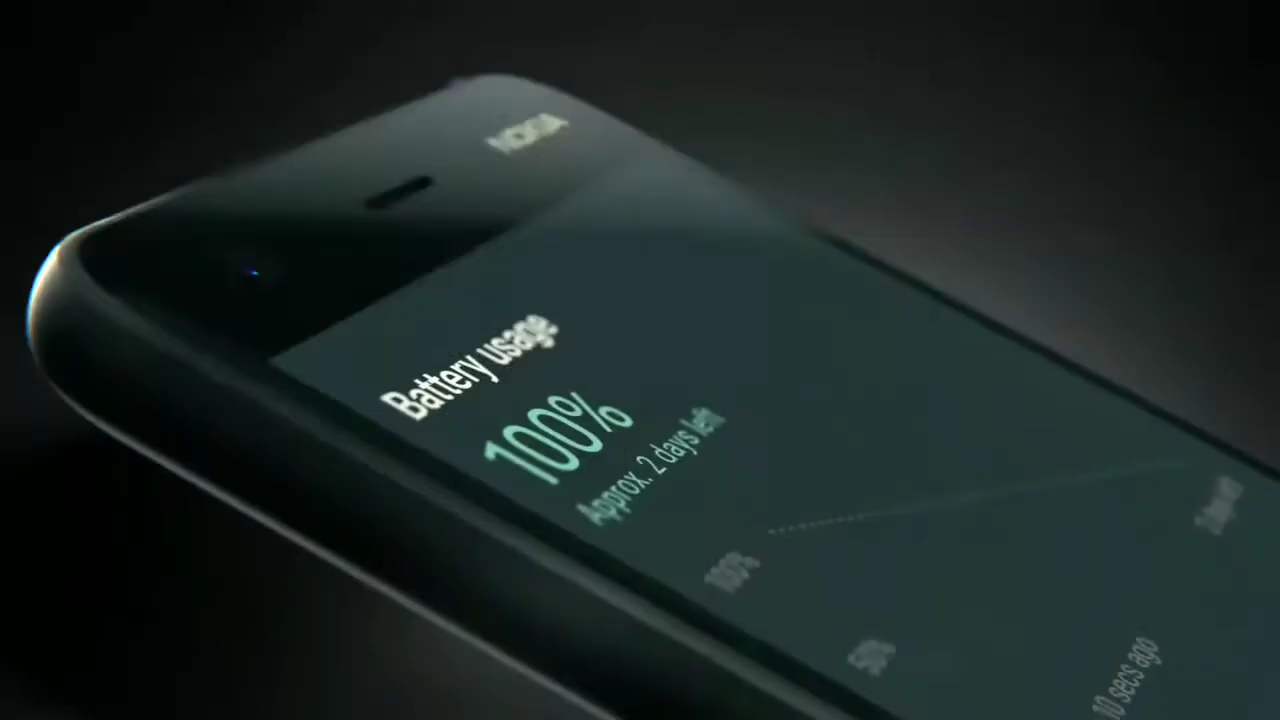 NOKIA
Battery usage
100%
Approx. 2 days left
100%
50%
10 secs ago